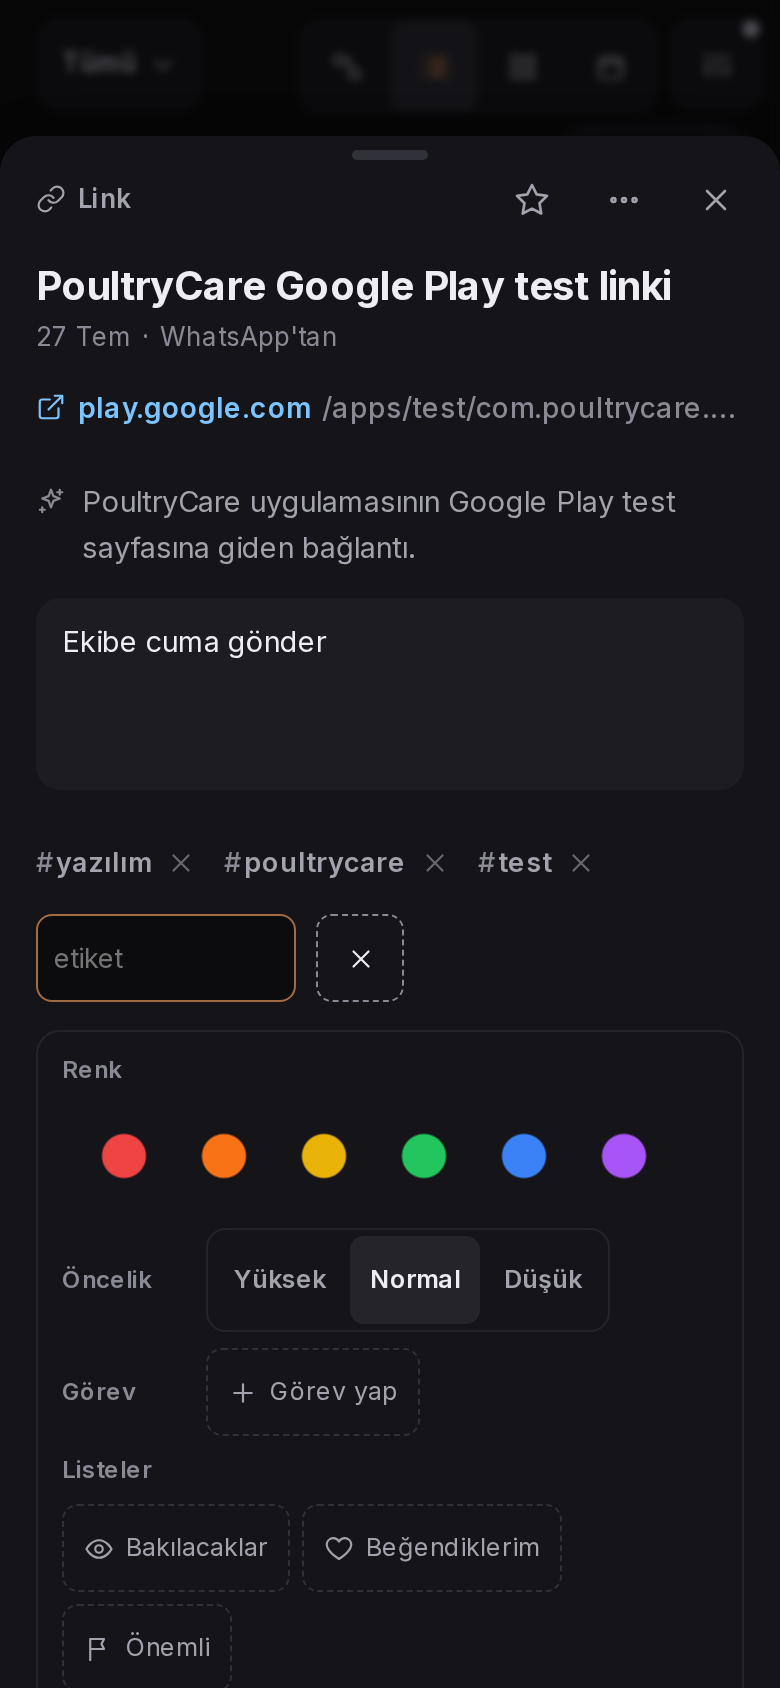 Tümü
Link
PoultryCare Google Play test linki
27 Tem · WhatsApp'tan
play.google.com /apps/test/com.poultrycare....
PoultryCare uygulamasının Google Play test
sayfasına giden bağlantı.
Ekibe cuma gönder
#yazılım #poultrycare #test
etiket
Renk
Öncelik Yüksek Normal Düşük
Görev Görev yap
Listeler
Bakılacaklar Beğendiklerim
Önemli